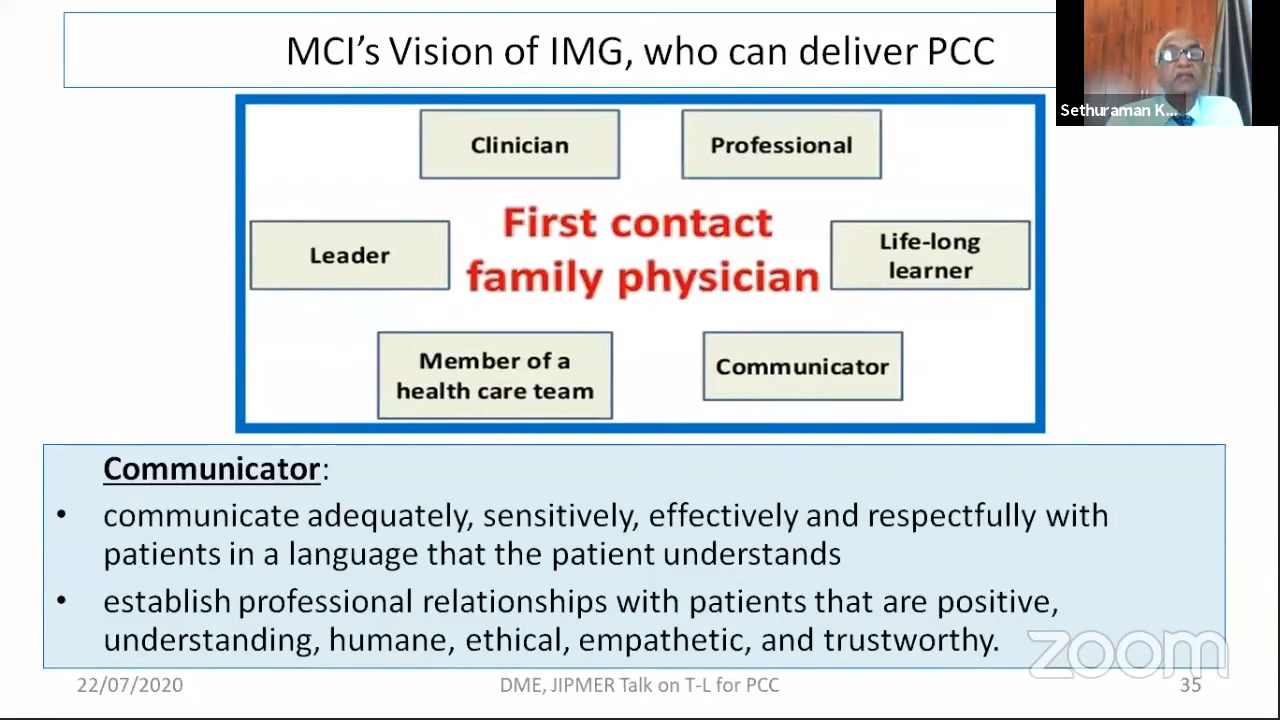 MCI's Vision of IMG, who can deliver PCC
Sethuraman K...
Clinician
Professional
First contact
family physician
Leader
Life-long
learner
Member of a
health care team
Communicator
Communicator:
• communicate adequately, sensitively, effectively and respectfully with
patients in a language that the patient understands
• establish professional relationships with patients that are positive,
understanding, humane, ethical, empathetic, and trustworthy.
zoom
22/07/2020
DME, JIPMER Talk on T-L for PCC
35